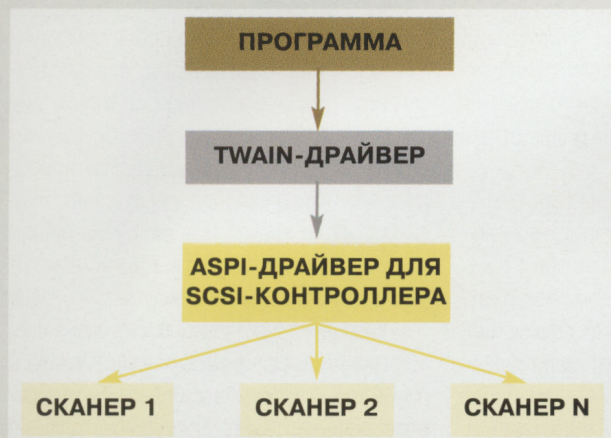 ПРОГРАММА
TWAIN-ДРАЙВЕР
ASPI-ДРАЙВЕР ДЛЯ
SCSI-КОНТРОЛЛЕРА
СКАНЕР 1
СКАНЕР 2
СКАНЕР N